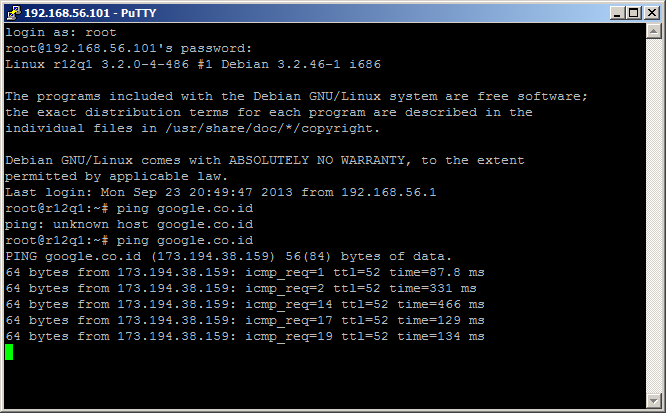 192.168.56.101 - PuTTY
login as: root
root@192.168.56.101's password:
Linux r12q1 3.2.0-4-486 #1 Debian 3.2.46-1 i686
The programs included with the Debian GNU/Linux system are free software;
the exact distribution terms for each program are described in the
individual files in /usr/share/doc/*/copyright.
Debian GNU/Linux comes with ABSOLUTELY NO WARRANTY, to the extent
permitted by applicable law.
Last login: Mon Sep 23 20:49:47 2013 from 192.168.56.1
root@r12q1:~# ping google.co.id
ping: unknown host google.co.id
root@r12q1:~# ping google.co.id
PING google.co.id (173.194.38.159) 56(84) bytes of data.
64 bytes from 173.194.38.159: icmp_req=1 ttl=52 time=87.8 ms
64 bytes from 173.194.38.159: icmp_req=2 ttl=52 time=331 ms
64 bytes from 173.194.38.159: icmp_req=14 ttl=52 time=466 ms
64 bytes from 173.194.38.159: icmp_req=17 ttl=52 time=129 ms
64 bytes from 173.194.38.159: icmp_req=19 ttl=52 time=134 ms